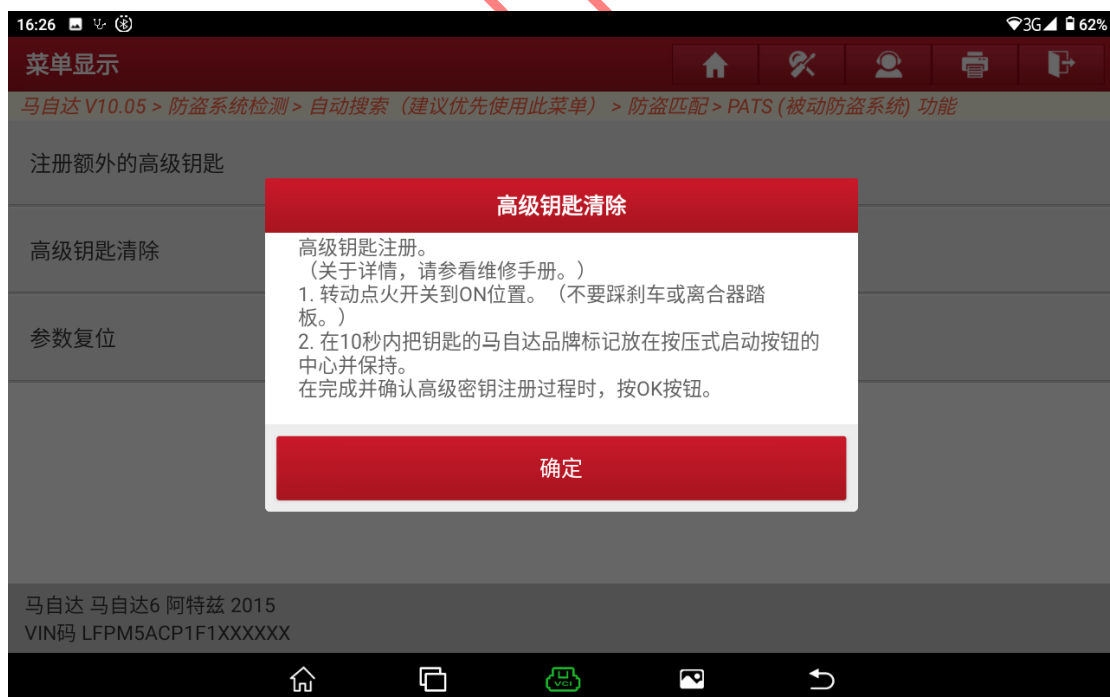 16:26
3G 62%
菜单显示
马自达 V10.05 > 防盗系统检测 > 自动搜索（建议优先使用此菜单） > 防盗匹配 > PATS (被动防盗系统) 功能
注册额外的高级钥匙
高级钥匙清除
参数复位
高级钥匙清除
高级钥匙注册。
（关于详情，请参看维修手册。）
1. 转动点火开关到ON位置。（不要踩刹车或离合器踏
板。）
2. 在10秒内把钥匙的马自达品牌标记放在按压式启动按钮的
中心并保持。
在完成并确认高级密钥注册过程时，按OK按钮。
确定
马自达 马自达6 阿特兹 2015
VIN码 LFPM5ACP1F1XXXXXX
VCI